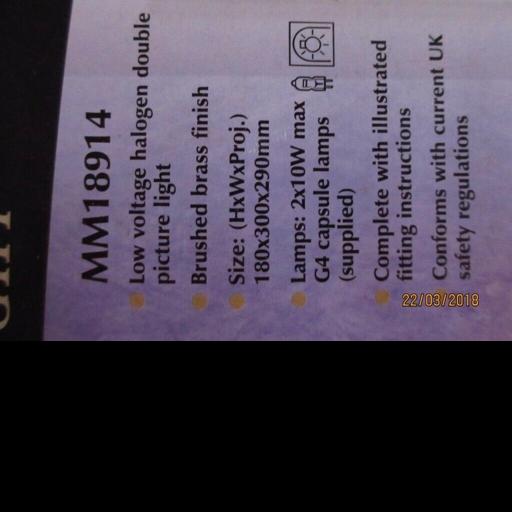 MM18914
Low voltage halogen double
picture light
Brushed brass finish
Size: (HxWxProj.)
180x300x290mm
Lamps: 2x10W max
G4 capsule lamps
(supplied)
Complete with illustrated
fitting instructions
Conforms with current UK
safety regulations
22/03/2018